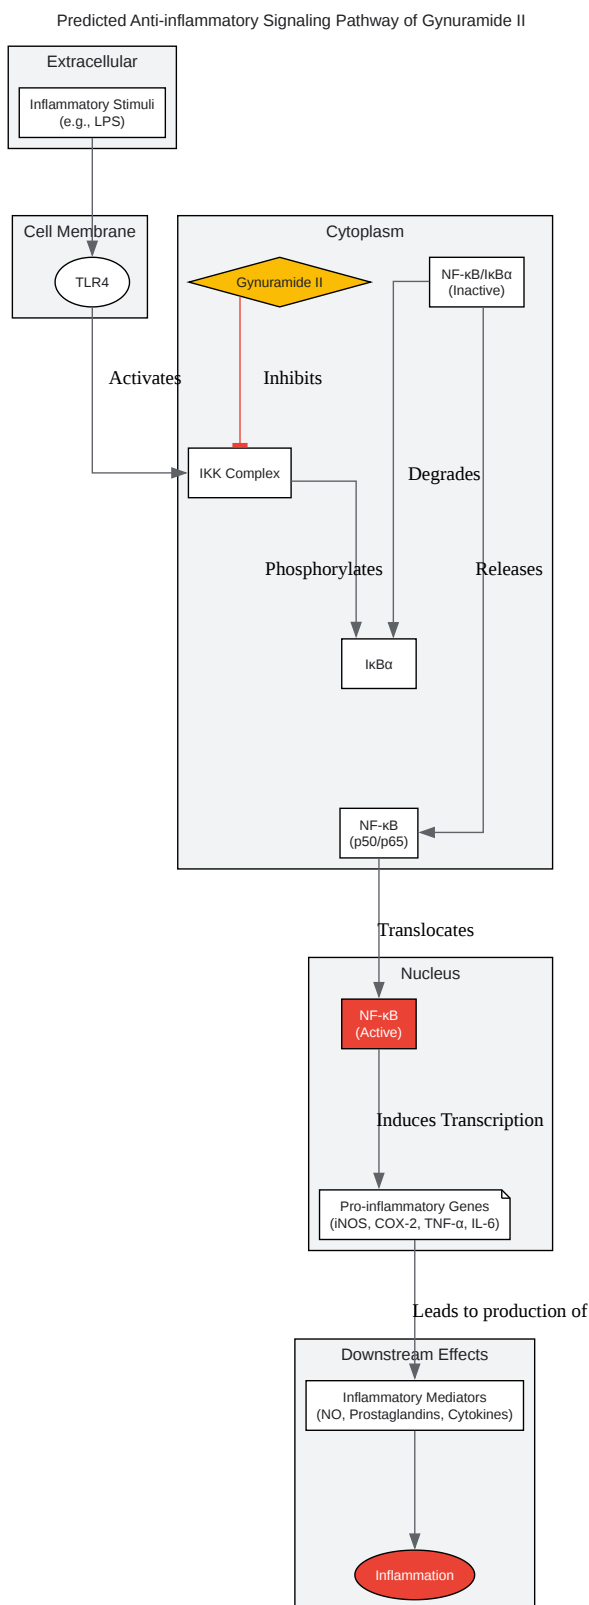 Predicted Anti-inflammatory Signaling Pathway of Gynuramide II
Extracellular
Inflammatory Stimuli
(e.g., LPS)
Cell Membrane
TLR4
Cytoplasm
Gynuramide II
NF-κB/IκBα
(Inactive)
Activates
Inhibits
IKK Complex
Degrades
Phosphorylates
Releases
IκBα
NF-κB
(p50/p65)
Translocates
Nucleus
NF-κB
(Active)
Induces Transcription
Pro-inflammatory Genes
(iNOS, COX-2, TNF-α, IL-6)
Leads to production of
Downstream Effects
Inflammatory Mediators
(NO, Prostaglandins, Cytokines)
Inflammation